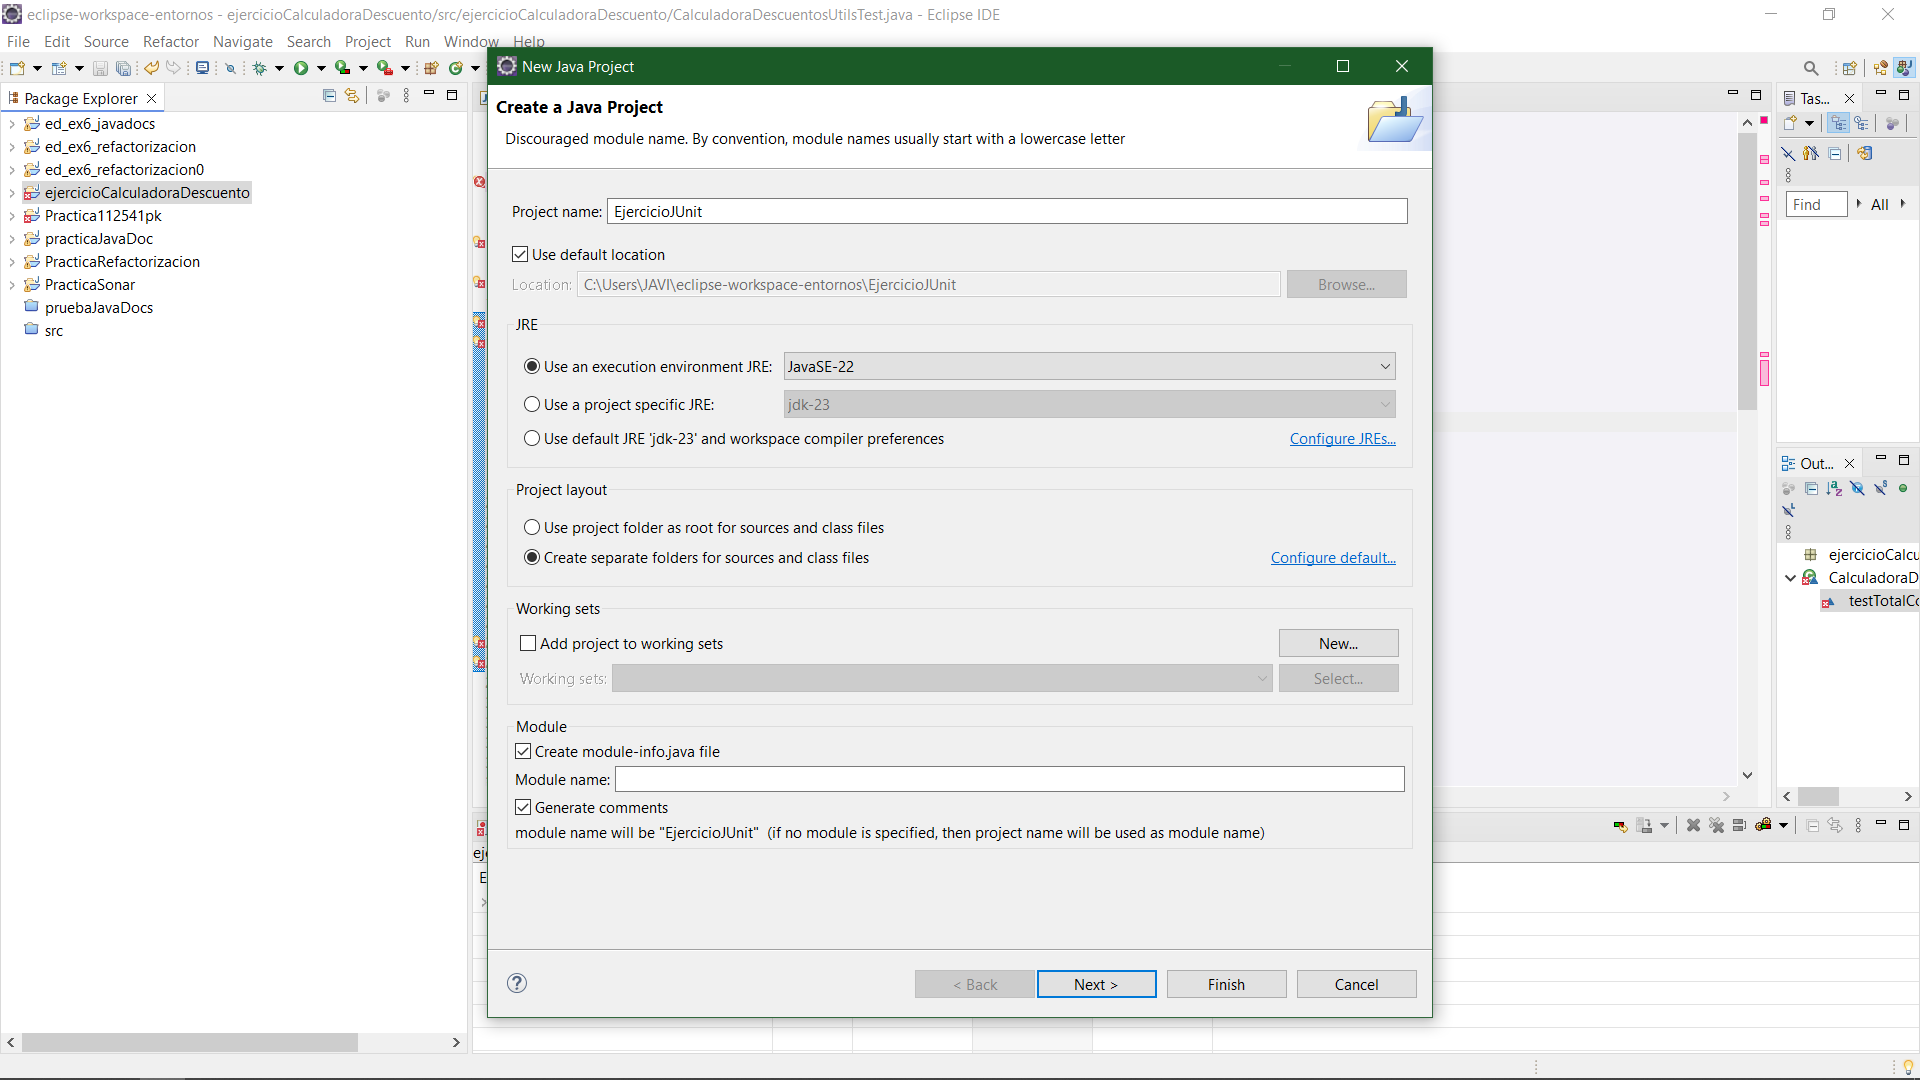 eclipse-workspace-entornos - ejercicioCalculadoraDescuento/src/ejercicioCalculadoraDescuento/CalculadoraDescuentosUtilsTest.java - Eclipse IDE
File Edit Source Refactor Navigate Search Project Run Window Help
Package Explorer
ed_ex6_javadocs
ed_ex6_refactorizacion
ed_ex6_refactorizacion0
ejercicioCalculadoraDescuento
Practica112541pk
practicaJavaDoc
PracticaRefactorizacion
PracticaSonar
pruebaJavaDocs
src
New Java Project
Create a Java Project
Discouraged module name. By convention, module names usually start with a lowercase letter
Project name: EjercicioJUnit
Use default location
Location: C:\Users\JAVI\eclipse-workspace-entornos\EjercicioJUnit Browse...
JRE
Use an execution environment JRE: JavaSE-22
Use a project specific JRE: jdk-23
Use default JRE 'jdk-23' and workspace compiler preferences Configure JREs...
Project layout
Use project folder as root for sources and class files
Create separate folders for sources and class files Configure default...
Working sets
Add project to working sets New...
Working sets: Select...
Module
Create module-info.java file
Module name:
Generate comments
module name will be "EjercicioJUnit" (if no module is specified, then project name will be used as module name)
< Back Next > Finish Cancel
eje
E
Tas...
Find All
Out...
ejercicioCalcu
CalculadoraD
testTotalCo